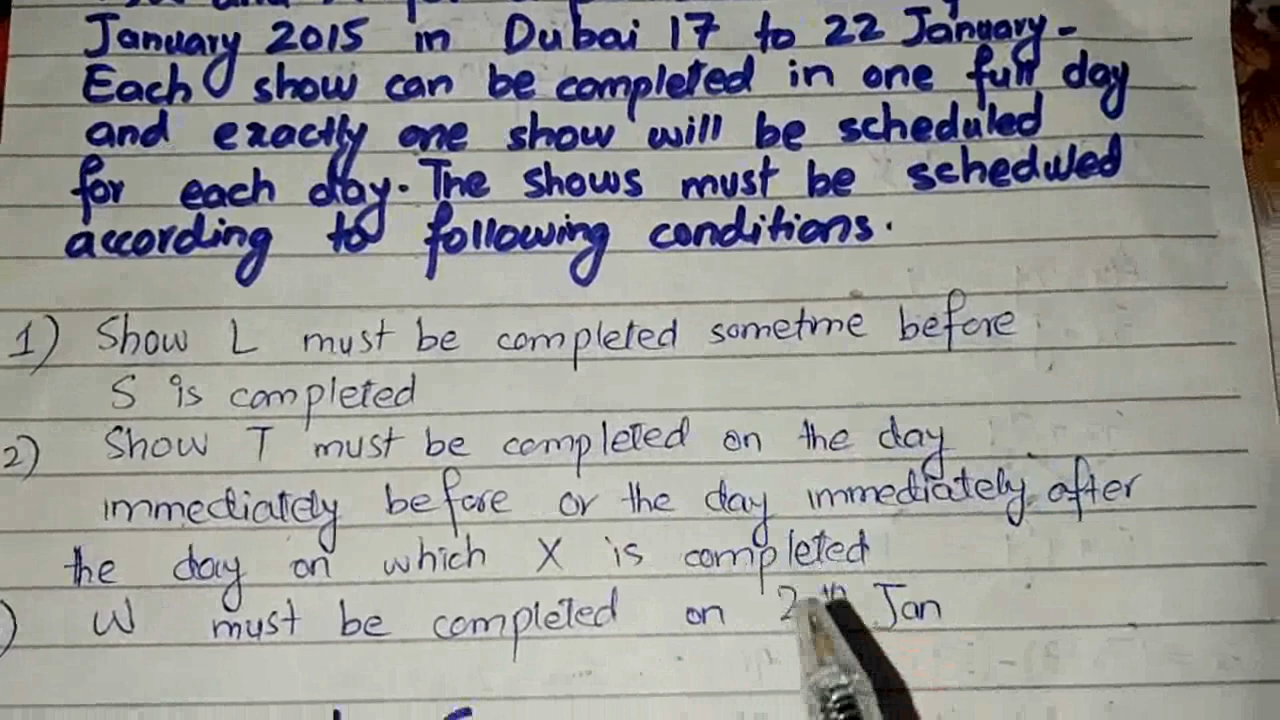 January 2015 in Dubai 17 to 22 January-
Each show can be completed in one full day
and exactly one show will be scheduled
for each day. The shows must be scheduled
according to following conditions.
1) Show L must be completed sometime before
S is completed
2) Show T must be completed on the day
immediately before or the day immediately after
the day on which X is completed
) W must be completed on Jan